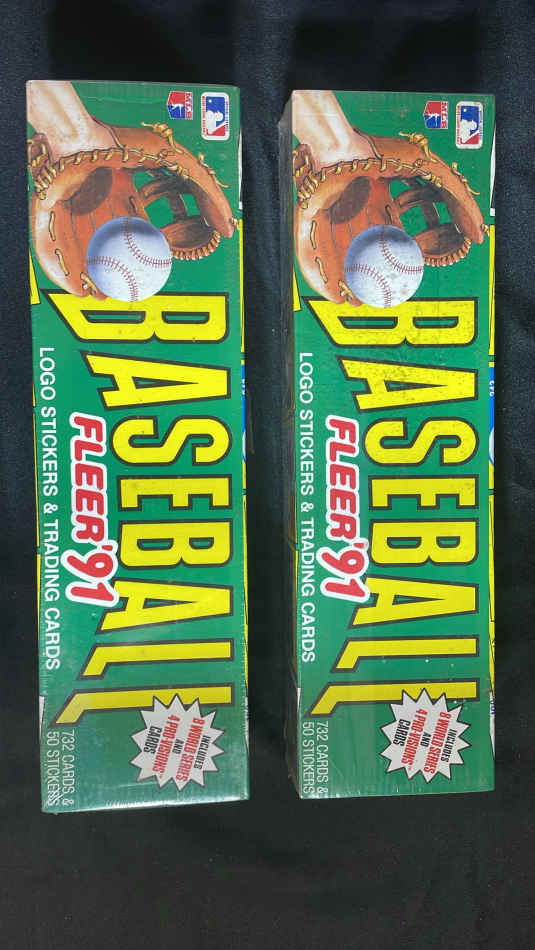 BASEBALL
FLEER '91
LOGO STICKERS & TRADING CARDS
INCLUDES
8 WORLD SERIES
AND
4 PRO-VISIONS™
CARDS
732 CARDS &
50 STICKERS
BASEBALL
FLEER '91
LOGO STICKERS & TRADING CARDS
INCLUDES
8 WORLD SERIES
AND
4 PRO-VISIONS™
CARDS
732 CARDS &
50 STICKERS